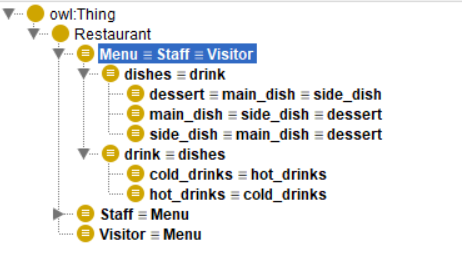 owl:Thing
Restaurant
Menu ≡ Staff ≡ Visitor
dishes ≡ drink
dessert ≡ main_dish ≡ side_dish
main_dish ≡ side_dish ≡ dessert
side_dish ≡ main_dish ≡ dessert
drink ≡ dishes
cold_drinks ≡ hot_drinks
hot_drinks ≡ cold_drinks
Staff ≡ Menu
Visitor ≡ Menu